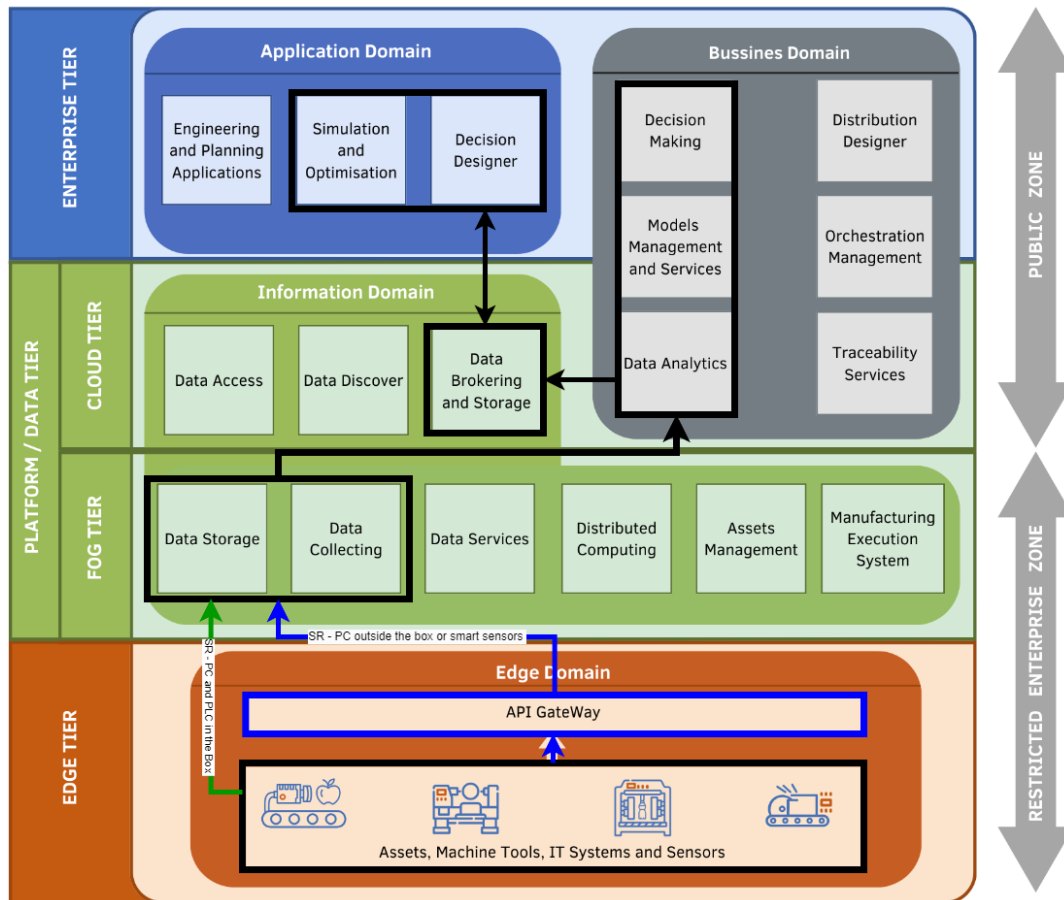 ENTERPRISE TIER
Application Domain
Engineering
and Planning
Applications
Simulation
and
Optimisation
Decision
Designer
Bussines Domain
Decision
Making
Distribution
Designer
Models
Management
and Services
Orchestration
Management
Data Analytics
Traceability
Services
PUBLIC ZONE
PLATFORM / DATA TIER
CLOUD TIER
Information Domain
Data Access
Data Discover
Data
Brokering
and Storage
FOG TIER
Data Storage
Data
Collecting
Data Services
Distributed
Computing
Assets
Management
Manufacturing
Execution
System
RESTRICTED ENTERPRISE ZONE
SR - PC outside the box or smart sensors
SR - PC and PLC in the
Box
EDGE TIER
Edge Domain
API GateWay
Assets, Machine Tools, IT Systems and Sensors